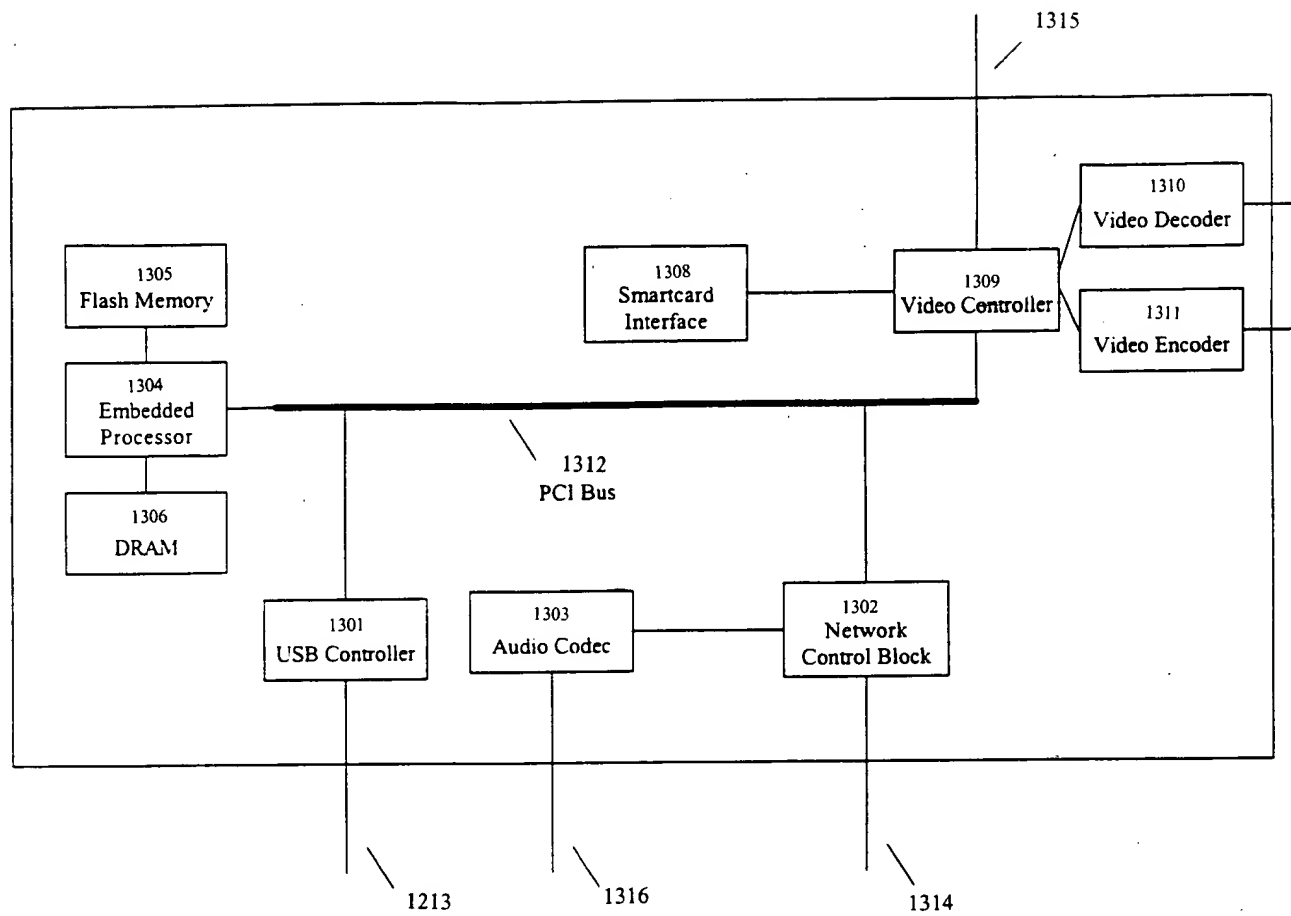 1315
1310
Video Decoder
1305
Flash Memory
1308
Smartcard
Interface
1309
Video Controller
1311
Video Encoder
1304
Embedded
Processor
1312
PCI Bus
1306
DRAM
1301
USB Controller
1303
Audio Codec
1302
Network
Control Block
1213
1316
1314